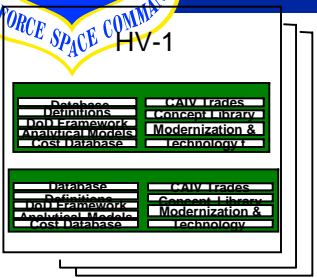 FORCE SPACE COMMA
HV-1
Database
Definitions
DoD Framework
Analytical Models
Cost Database
CAIV Trades
Concept Library
Modernization &
Technology t
Database
Definitions
DoD Framework
Analytical Models
Cost Database
CAIV Trades
Concept Library
Modernization &
Technology